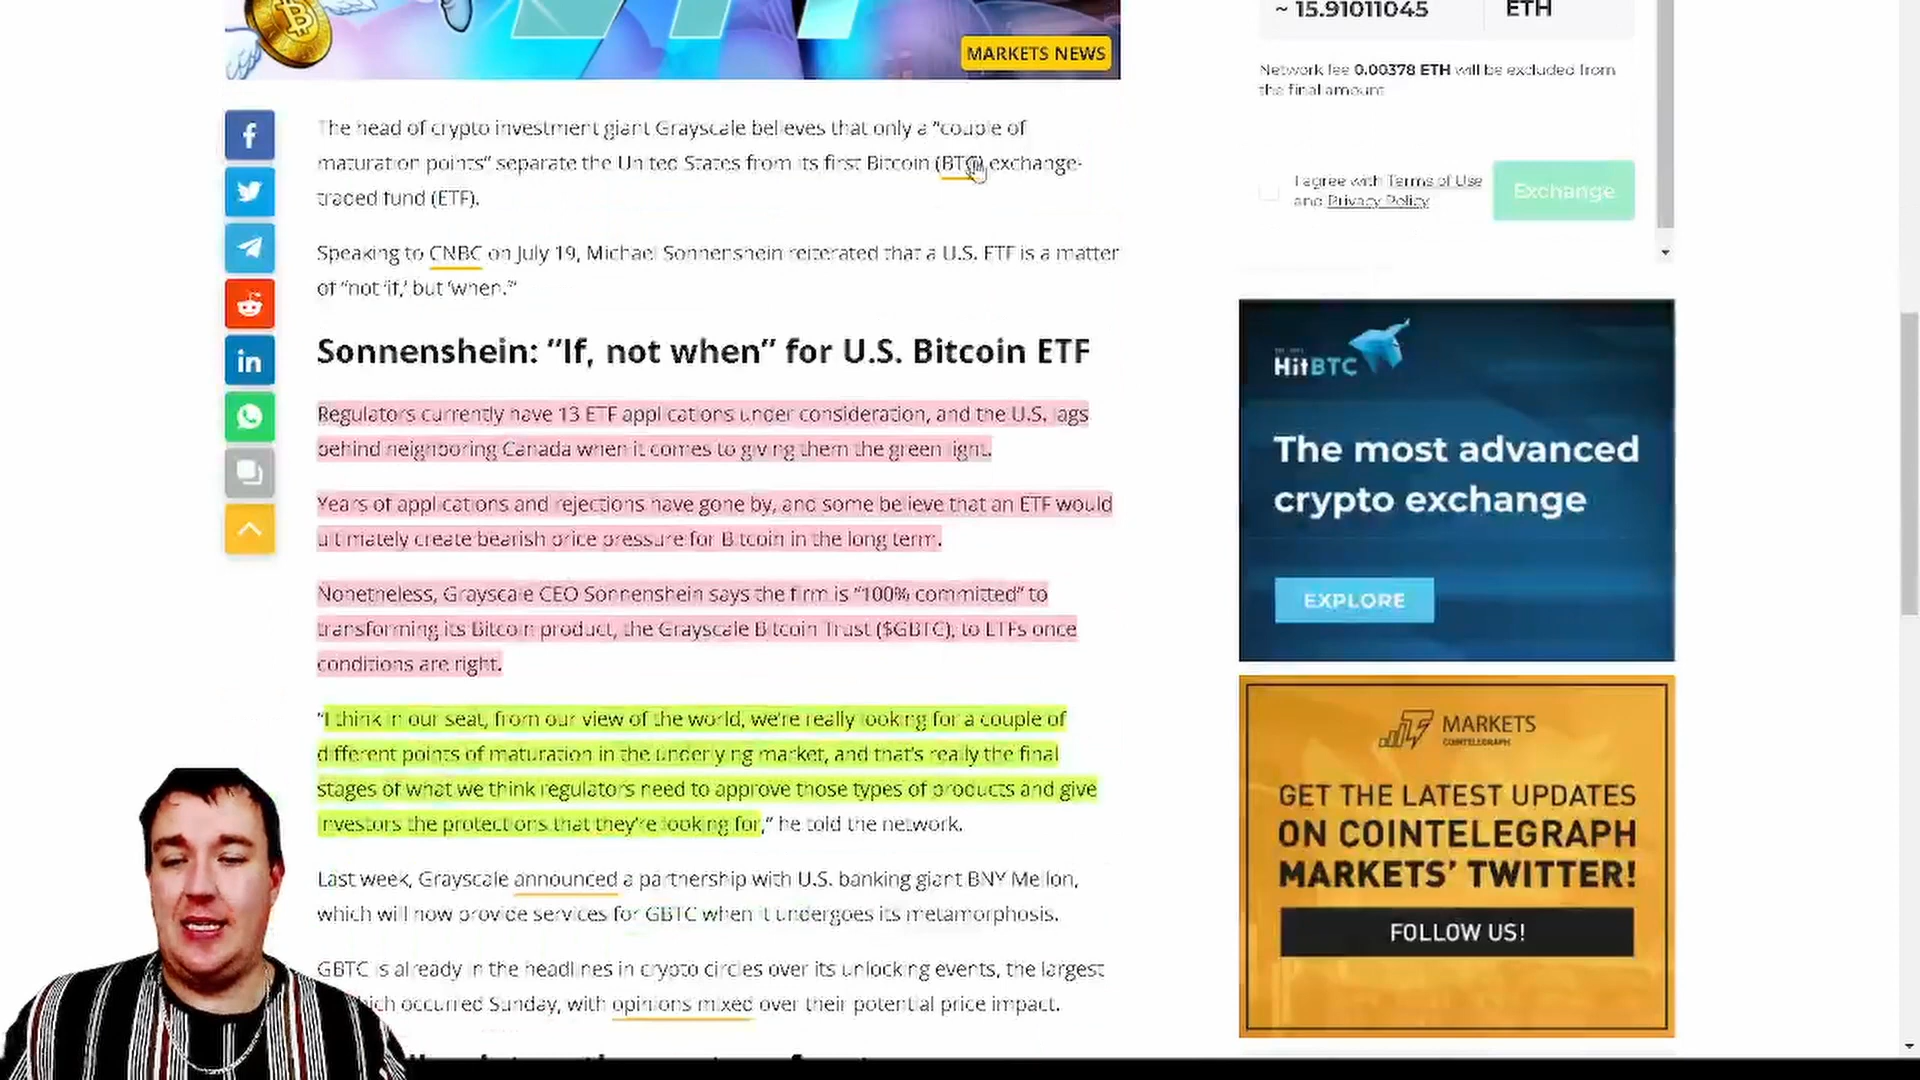 MARKETS NEWS
The head of crypto investment giant Grayscale believes that only a “couple of
maturation points” separate the United States from its first Bitcoin (BTC) exchange-
traded fund (ETF).
Speaking to CNBC on July 19, Michael Sonnenshein reiterated that a U.S. ETF is a matter
of “not ‘if,’ but ‘when.’”
Sonnenshein: “If, not when” for U.S. Bitcoin ETF
Regulators currently have 13 ETF applications under consideration, and the U.S. lags
behind neighboring Canada when it comes to giving them the green light.
Years of applications and rejections have gone by, and some believe that an ETF would
ultimately create bearish price pressure for Bitcoin in the long term.
Nonetheless, Grayscale CEO Sonnenshein says the firm is “100% committed” to
transforming its Bitcoin product, the Grayscale Bitcoin Trust ($GBTC), to ETFs once
conditions are right.
“I think in our seat, from our view of the world, we’re really looking for a couple of
different points of maturation in the underlying market, and that’s really the final
stages of what we think regulators need to approve those types of products and give
investors the protections that they’re looking for,” he told the network.
Last week, Grayscale announced a partnership with U.S. banking giant BNY Mellon,
which will now provide services for GBTC when it undergoes its metamorphosis.
GBTC is already in the headlines in crypto circles over its unlocking events, the largest
which occurred Sunday, with opinions mixed over their potential price impact.
~ 15.91011045 ETH
Network fee 0.00378 ETH will be excluded from
the final amount
I agree with Terms of Use
and Privacy Policy
Exchange
HitBTC
The most advanced
crypto exchange
EXPLORE
MARKETS
COINTELEGRAPH
GET THE LATEST UPDATES
ON COINTELEGRAPH
MARKETS’ TWITTER!
FOLLOW US!